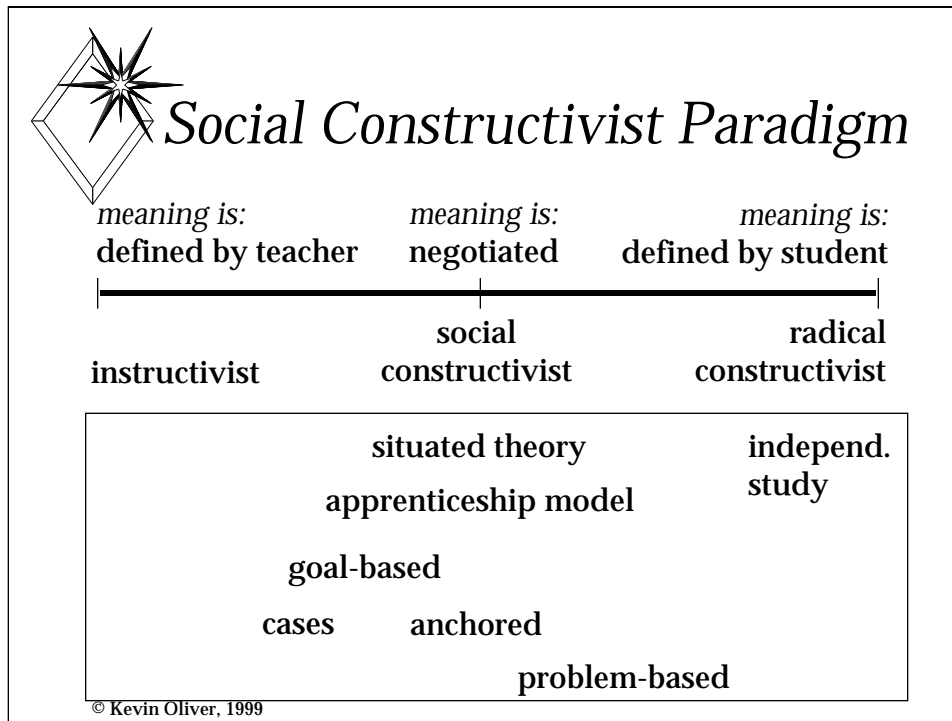 Social Constructivist Paradigm
meaning is: meaning is: meaning is:
defined by teacher negotiated defined by student
social radical
instructivist constructivist constructivist
situated theory independ.
study
apprenticeship model
goal-based
cases anchored
problem-based
© Kevin Oliver, 1999